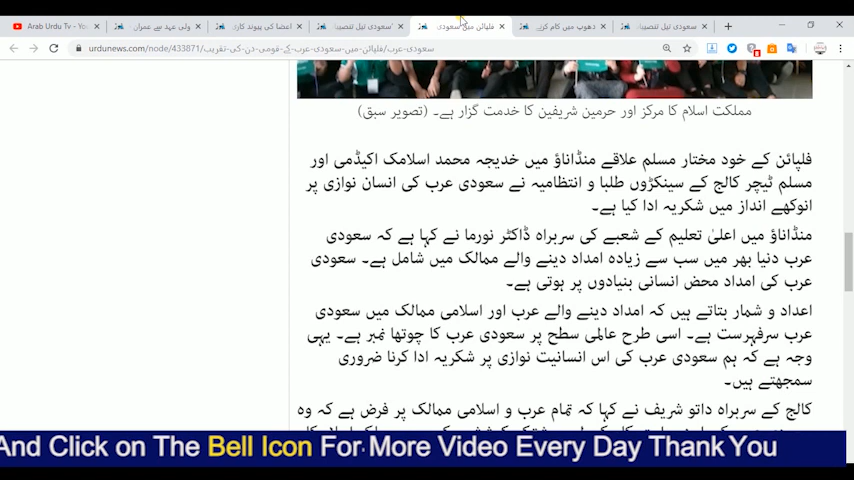 Arab Urdu Tv - Yo
ولی عہد سے عمران
اعضا کی پیوند کاری
سعودی تیل تنصیبا
فلپائن میں سعودی
دھوپ میں کام کرنے
سعودی تیل تنصیبا
urdunews.com/node/433871/سعودی-عرب/فلپائن-میں-سعودی-عرب-کے-قومی-دن-کی-تقریب
مملکت اسلام کا مرکز اور حرمین شریفین کا خدمت گزار ہے۔ (تصویر سبق)
فلپائن کے خود مختار مسلم علاقے منڈاناؤ میں خدیجہ محمد اسلامک اکیڈمی اور
مسلم ٹیچر کالج کے سینکڑوں طلبا و انتظامیہ نے سعودی عرب کی انسان نوازی پر
انوکھے انداز میں شکریہ ادا کیا ہے۔
منڈاناؤ میں اعلیٰ تعلیم کے شعبے کی سربراہ ڈاکٹر نورما نے کہا ہے کہ سعودی
عرب دنیا بھر میں سب سے زیادہ امداد دینے والے ممالک میں شامل ہے۔ سعودی
عرب کی امداد محض انسانی بنیادوں پر ہوتی ہے۔
اعداد و شمار بتاتے ہیں کہ امداد دینے والے عرب اور اسلامی ممالک میں سعودی
عرب سرفہرست ہے۔ اسی طرح عالمی سطح پر سعودی عرب کا چوتھا نمبر ہے۔ یہی
وجہ ہے کہ ہم سعودی عرب کی اس انسانیت نوازی پر شکریہ ادا کرنا ضروری
سمجھتے ہیں۔
کالج کے سربراہ داتو شریف نے کہا کہ تمام عرب و اسلامی ممالک پر فرض ہے کہ وہ
And Click on The Bell Icon For More Video Every Day Thank You